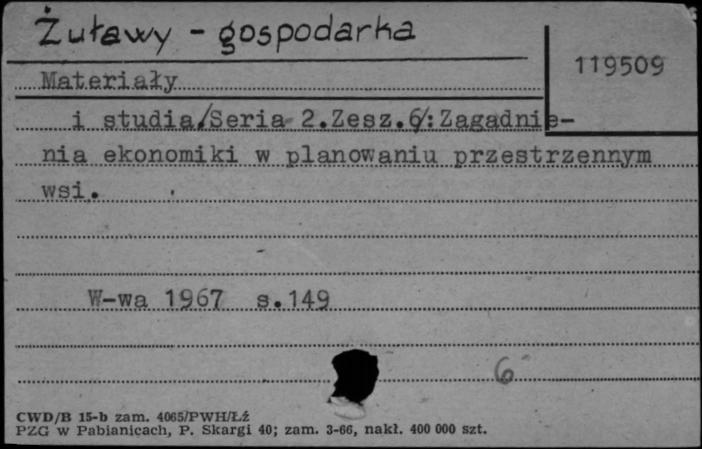 Żuławy - gospodarka
119509
Materiały
i studia/Seria 2.Zesz.6/:Zagadnie-
nia ekonomiki w planowaniu przestrzennym
wsi.
W-wa 1967 s.149
6
CWD/B 15-b zam. 4065/PWH/Łź
PZG w Pabianicach, P. Skargi 40; zam. 3-66, nakł. 400 000 szt.